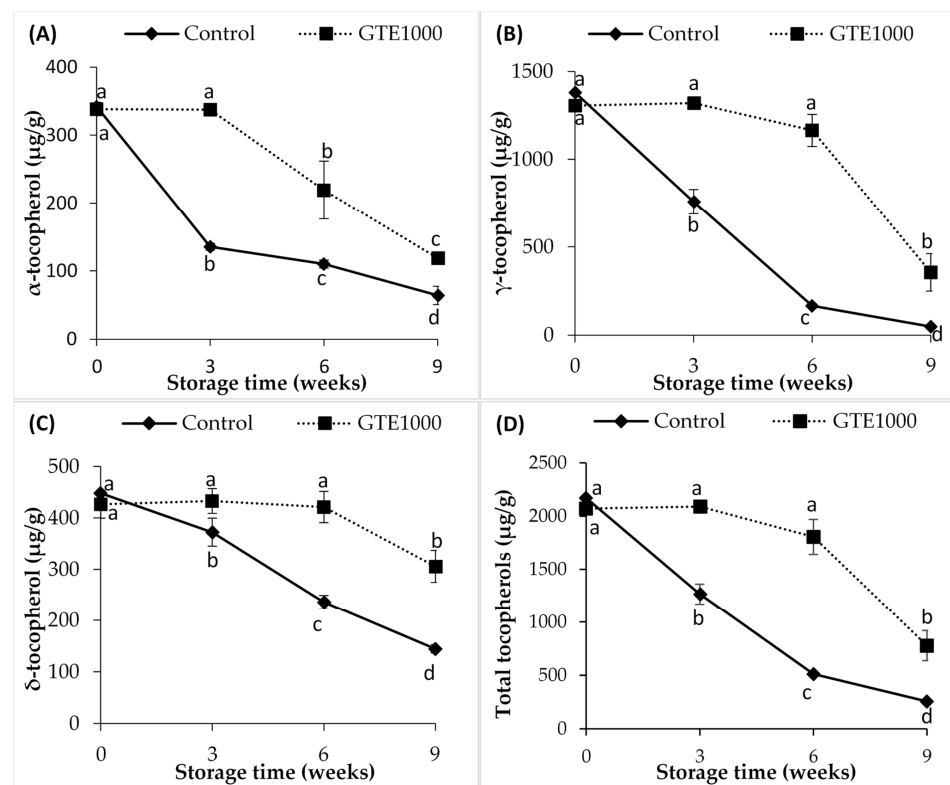 (A) Control GTE1000
400
300
200
100
0
α-tocopherol (µg/g)
a
a
a
b
b
c
c
d
0 3 6 9
Storage time (weeks)
(B) Control GTE1000
1500
1000
500
0
γ-tocopherol (µg/g)
a
a
a
a
b
c
b
d
0 3 6 9
Storage time (weeks)
(C) Control GTE1000
500
400
300
200
100
0
δ-tocopherol (µg/g)
a
a
a
a
b
b
c
d
0 3 6 9
Storage time (weeks)
(D) Control GTE1000
2500
2000
1500
1000
500
0
Total tocopherols (µg/g)
a
a
a
a
b
b
c
d
0 3 6 9
Storage time (weeks)